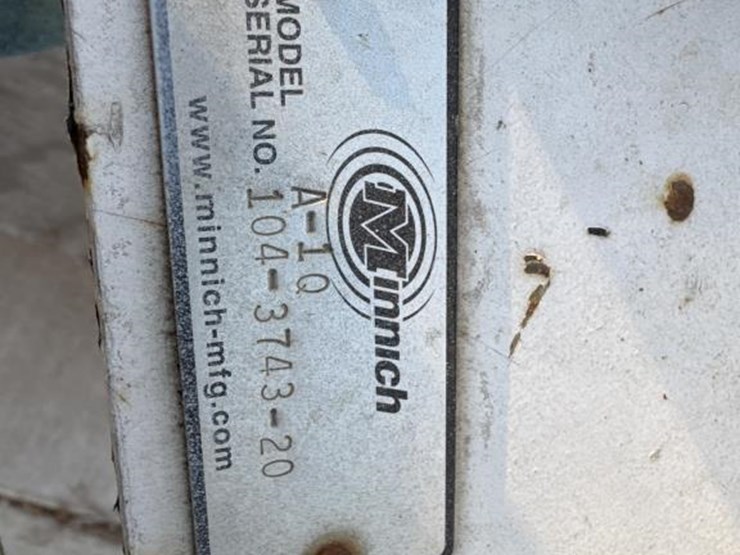 Minnich
MODEL A-1Q
SERIAL NO. 104-3743-20
www.minnich-mfg.com